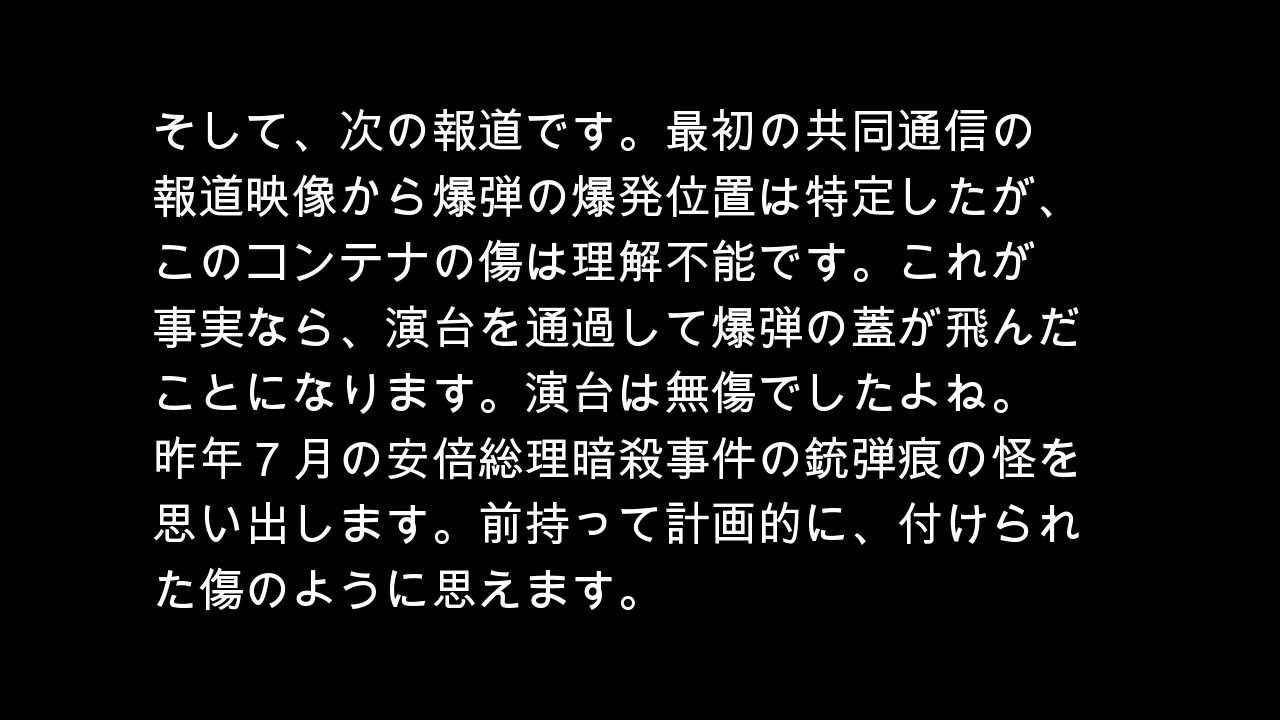 そして、次の報道です。最初の共同通信の
報道映像から爆弾の爆発位置は特定したが、
このコンテナの傷は理解不能です。これが
事実なら、演台を通過して爆弾の蓋が飛んだ
ことになります。演台は無傷でしたよね。
昨年７月の安倍総理暗殺事件の銃弾痕の怪を
思い出します。前持って計画的に、付けられ
た傷のように思えます。